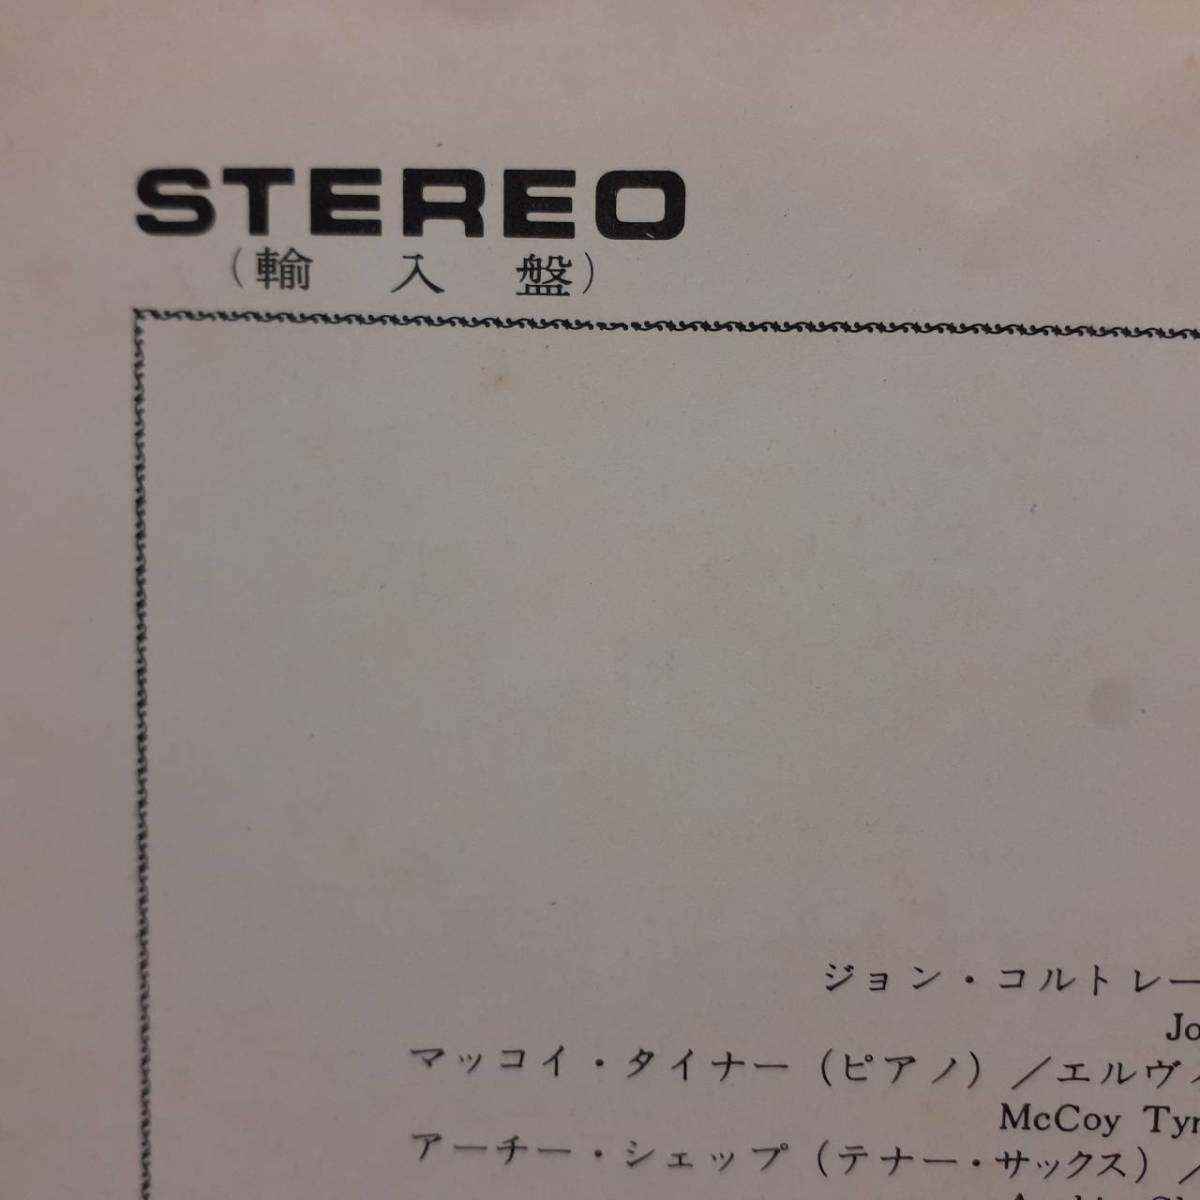 STEREO
（輸入盤）
ジョン・コルトレー
Jo
マッコイ・タイナー（ピアノ）／エルヴィ
McCoy Tyn
アーチー・シェップ（テナー・サックス）／